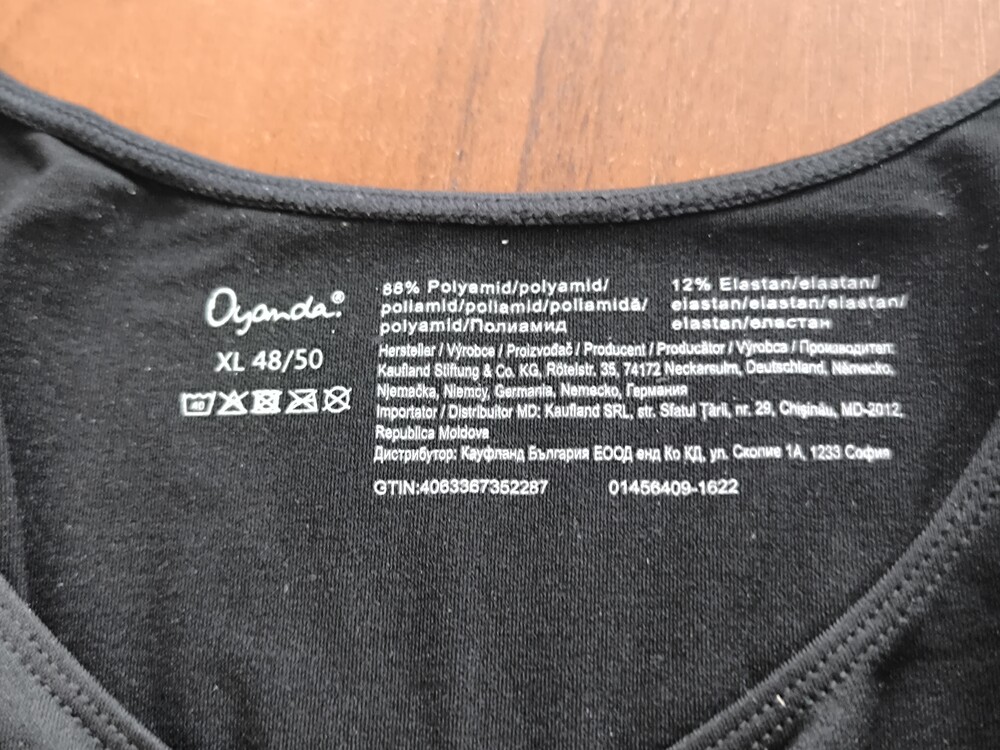 Oyanda®
XL 48/50
40
88% Polyamid/polyamid/
poliamid/poliamid/poliamidă/
polyamid/Полиамид
12% Elastan/elastan/
elastan/elastan/elastan/
elastan/еластан
Hersteller / Výrobce / Proizvođač / Producent / Producător / Výrobca / Производител:
Kaufland Stiftung & Co. KG, Rötelstr. 35, 74172 Neckarsulm, Deutschland, Německo,
Njemačka, Niemcy, Germania, Nemecko, Германия
Importator / Distribuitor MD: Kaufland SRL, str. Sfatul Țării, nr. 29, Chișinău, MD-2012,
Republica Moldova
Дистрибутор: Кауфланд България ЕООД енд Ко КД, ул. Скопие 1А, 1233 София
GTIN:4063367352287 01456409-1622